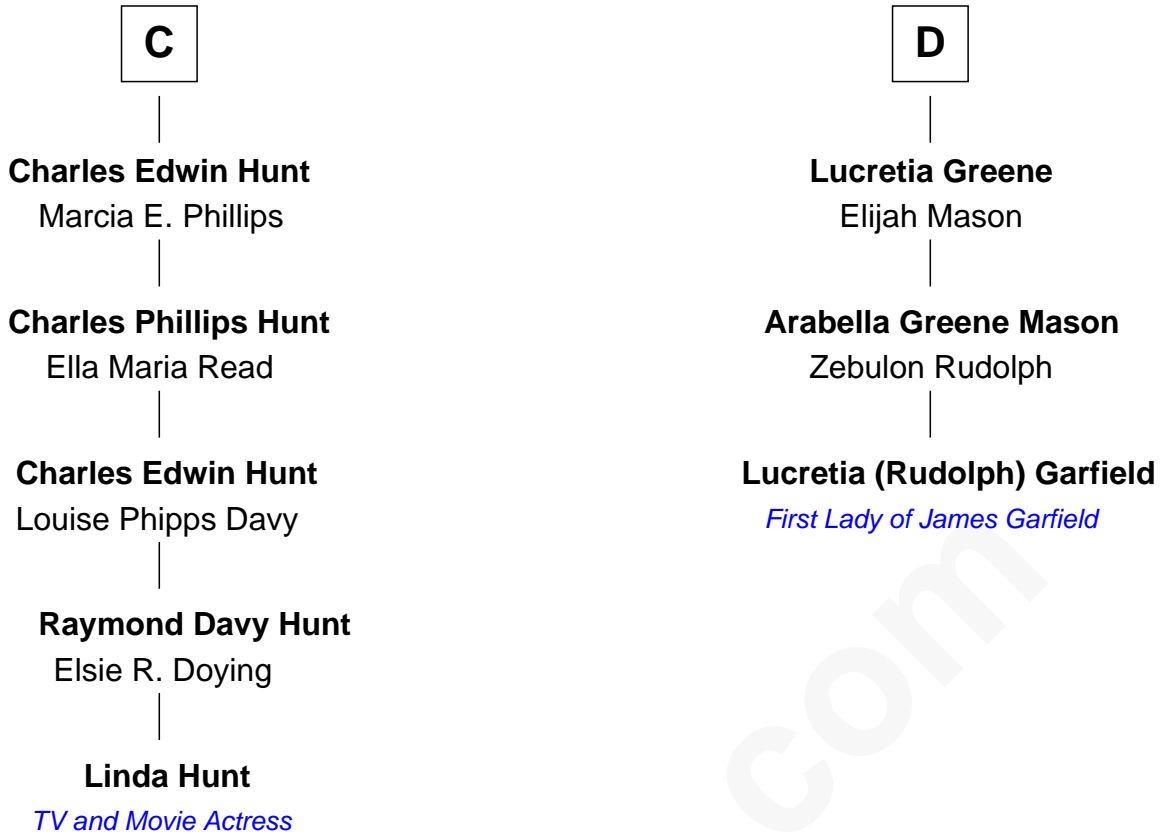 C
Charles Edwin Hunt
Marcia E. Phillips
Charles Phillips Hunt
Ella Maria Read
Charles Edwin Hunt
Louise Phipps Davy
Raymond Davy Hunt
Elsie R. Doying
Linda Hunt
TV and Movie Actress
D
Lucretia Greene
Elijah Mason
Arabella Greene Mason
Zebulon Rudolph
Lucretia (Rudolph) Garfield
First Lady of James Garfield
com